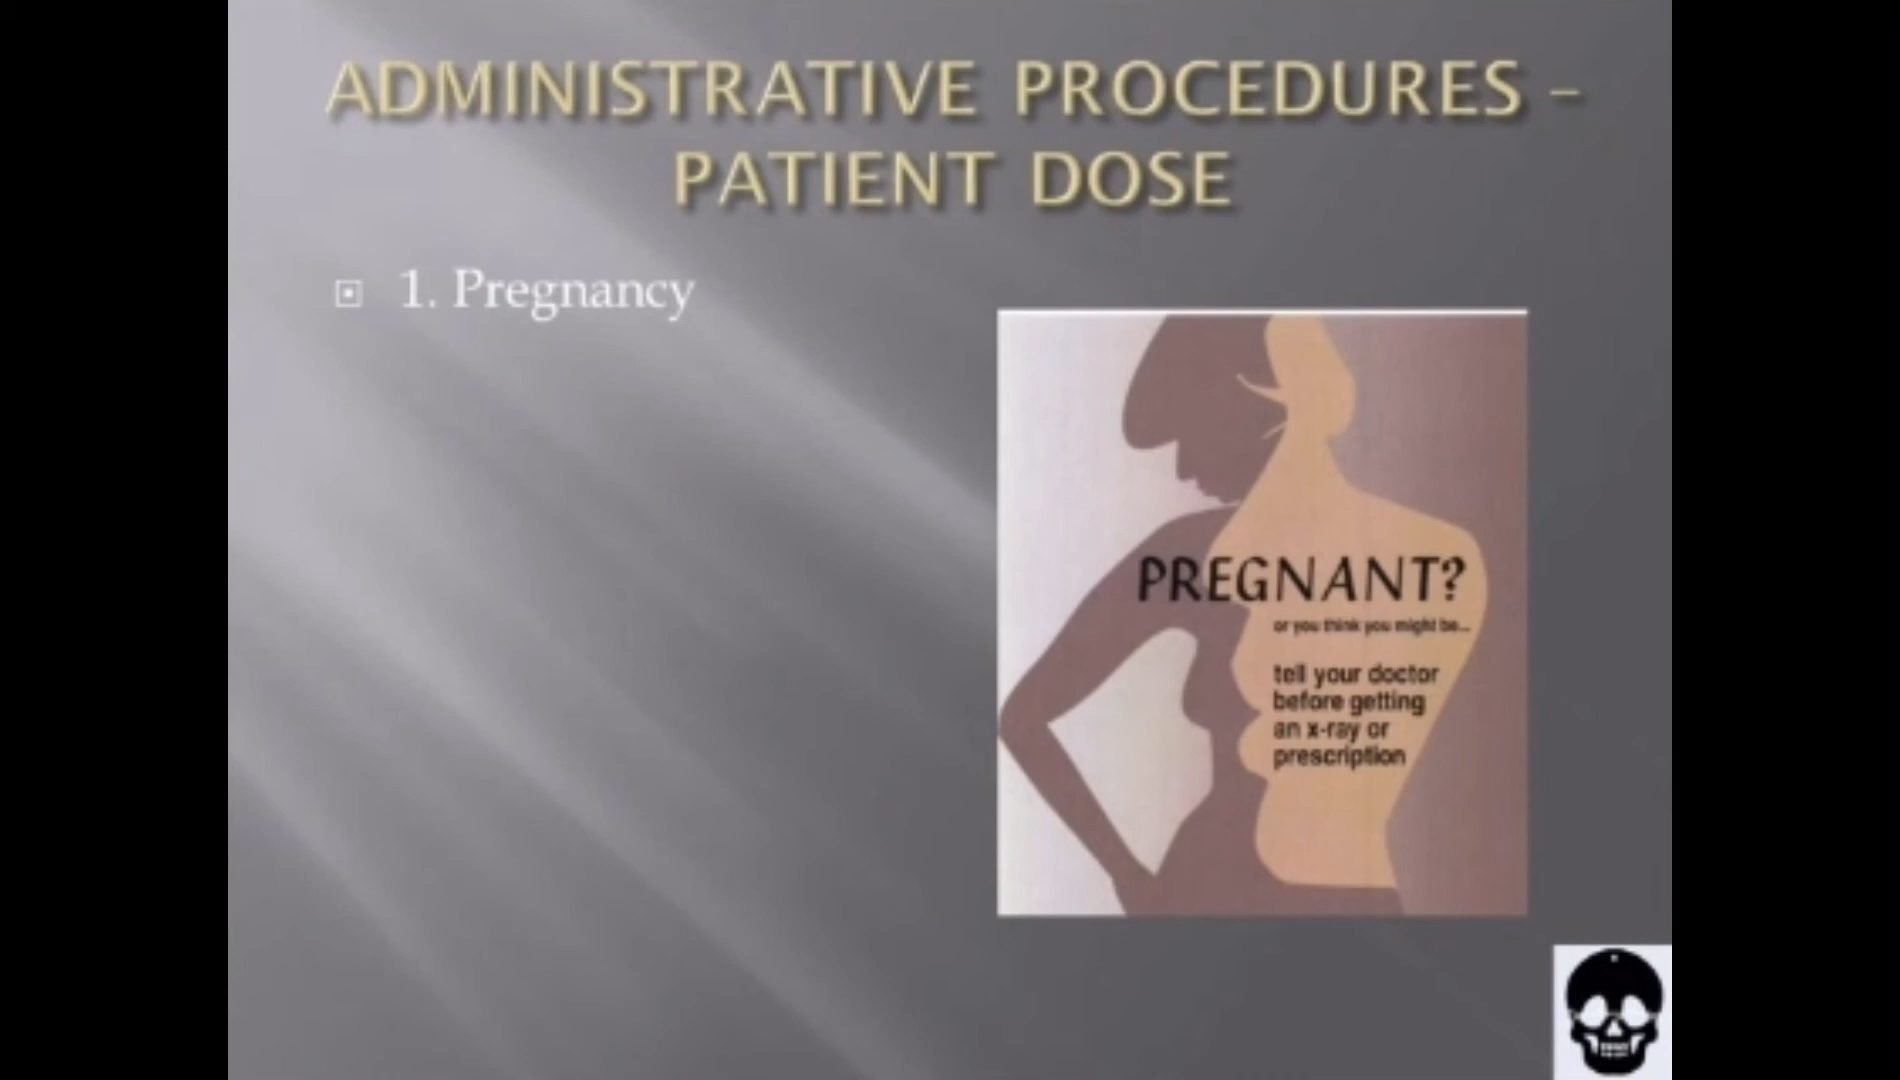 ADMINISTRATIVE PROCEDURES –
PATIENT DOSE
1. Pregnancy
PREGNANT?
or you think you might be...
tell your doctor
before getting
an x-ray or
prescription